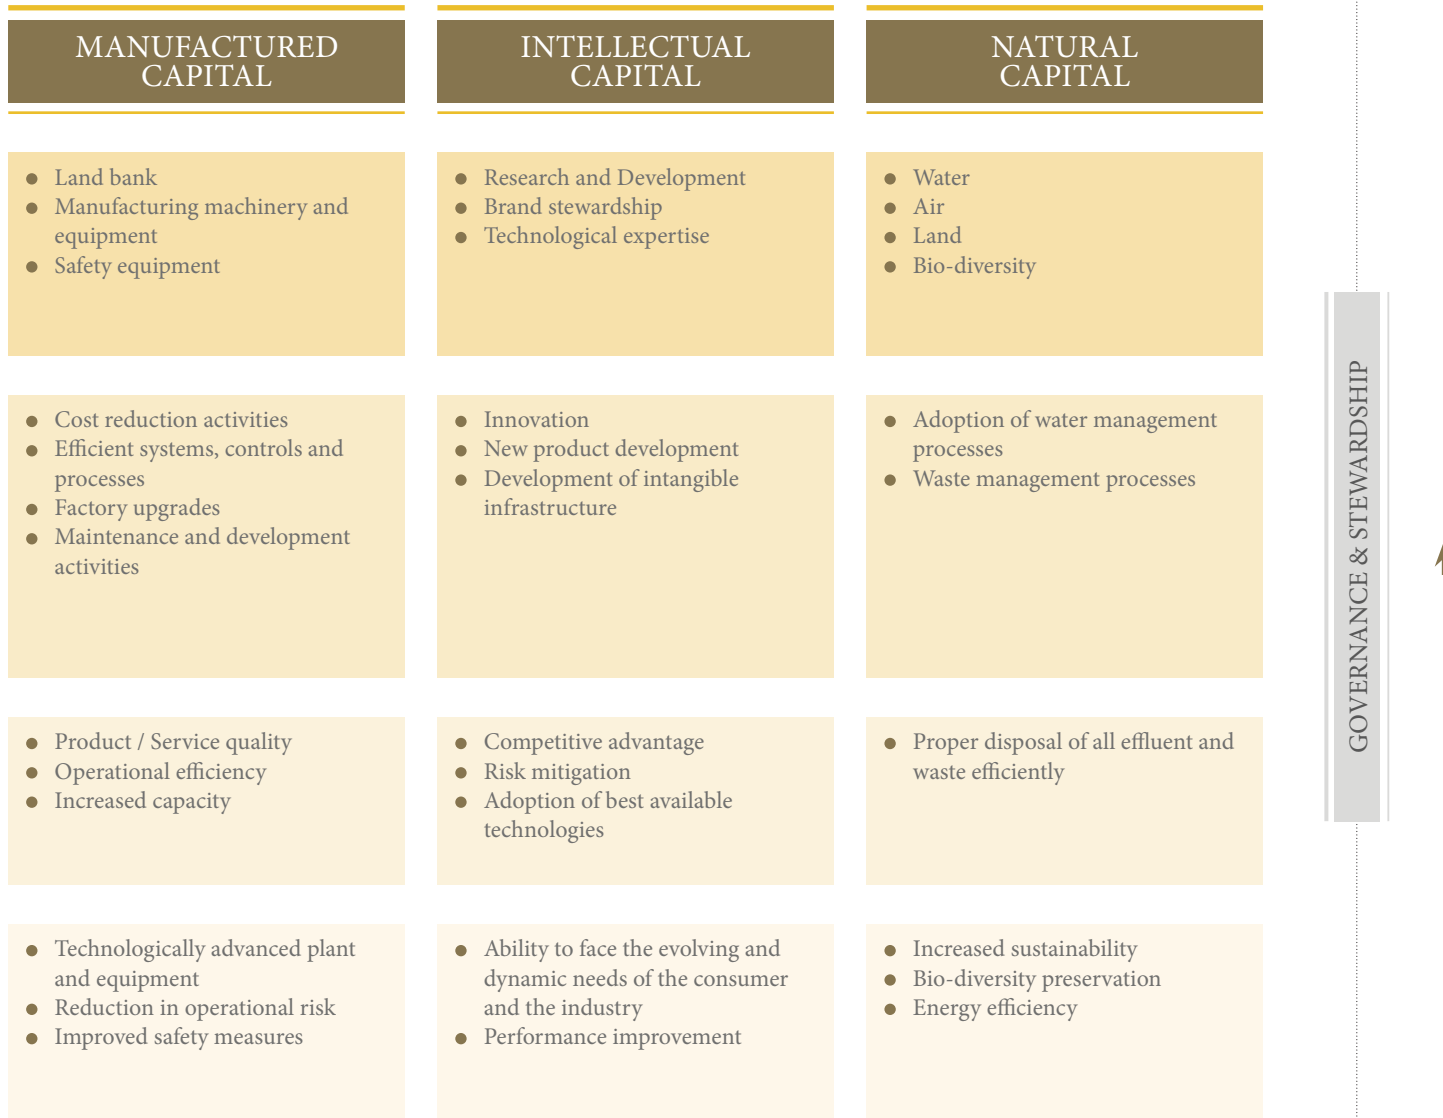 MANUFACTURED
CAPITAL
INTELLECTUAL
CAPITAL
NATURAL
CAPITAL
● Land bank
● Manufacturing machinery and
equipment
● Safety equipment
● Research and Development
● Brand stewardship
● Technological expertise
● Water
● Air
● Land
● Bio-diversity
● Cost reduction activities
● Efficient systems, controls and
processes
● Factory upgrades
● Maintenance and development
activities
● Innovation
● New product development
● Development of intangible
infrastructure
● Adoption of water management
processes
● Waste management processes
● Product / Service quality
● Operational efficiency
● Increased capacity
● Competitive advantage
● Risk mitigation
● Adoption of best available
technologies
● Proper disposal of all effluent and
waste efficiently
● Technologically advanced plant
and equipment
● Reduction in operational risk
● Improved safety measures
● Ability to face the evolving and
dynamic needs of the consumer
and the industry
● Performance improvement
● Increased sustainability
● Bio-diversity preservation
● Energy efficiency
GOVERNANCE & STEWARDSHIP